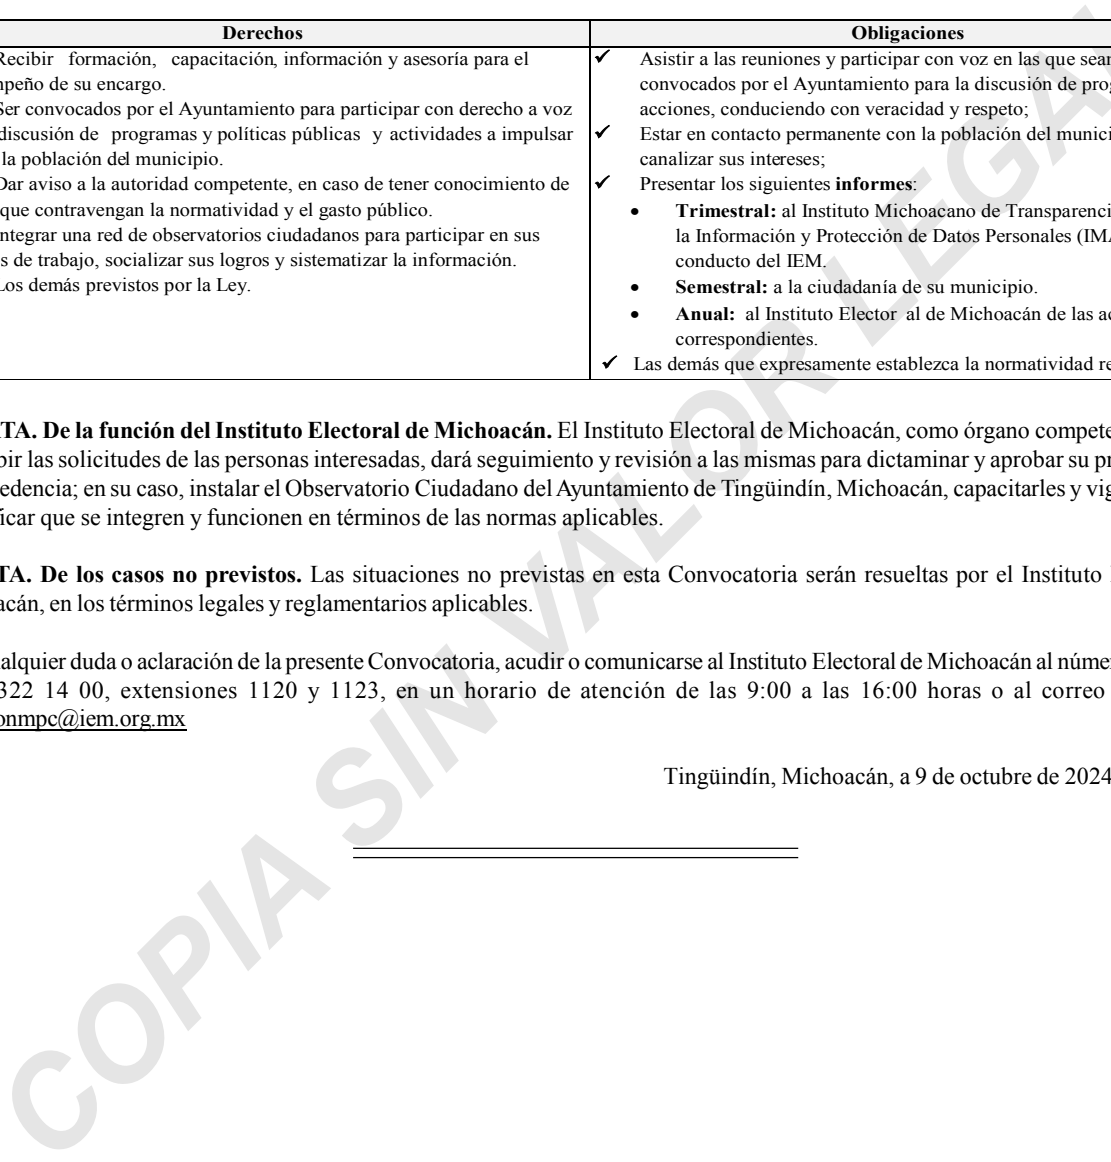 Derechos
Recibir formación, capacitación, información y asesoría para el
peño de su encargo.
Ser convocados por el Ayuntamiento para participar con derecho a voz
discusión de programas y políticas públicas y actividades a impulsar
la población del municipio.
Dar aviso a la autoridad competente, en caso de tener conocimiento de
que contravengan la normatividad y el gasto público.
ntegrar una red de observatorios ciudadanos para participar en sus
s de trabajo, socializar sus logros y sistematizar la información.
Los demás previstos por la Ley.
Obligaciones
✓ Asistir a las reuniones y participar con voz en las que sean
convocados por el Ayuntamiento para la discusión de prog
acciones, conduciendo con veracidad y respeto;
✓ Estar en contacto permanente con la población del munici
canalizar sus intereses;
✓ Presentar los siguientes informes:
• Trimestral: al Instituto Michoacano de Transparenci
la Información y Protección de Datos Personales (IMA
conducto del IEM.
• Semestral: a la ciudadanía de su municipio.
• Anual: al Instituto Elector al de Michoacán de las ac
correspondientes.
✓ Las demás que expresamente establezca la normatividad re
TA. De la función del Instituto Electoral de Michoacán. El Instituto Electoral de Michoacán, como órgano compete
bir las solicitudes de las personas interesadas, dará seguimiento y revisión a las mismas para dictaminar y aprobar su pr
edencia; en su caso, instalar el Observatorio Ciudadano del Ayuntamiento de Tingüindín, Michoacán, capacitarles y vig
icar que se integren y funcionen en términos de las normas aplicables.
TA. De los casos no previstos. Las situaciones no previstas en esta Convocatoria serán resueltas por el Instituto
acán, en los términos legales y reglamentarios aplicables.
alquier duda o aclaración de la presente Convocatoria, acudir o comunicarse al Instituto Electoral de Michoacán al núme
322 14 00, extensiones 1120 y 1123, en un horario de atención de las 9:00 a las 16:00 horas o al correo
onmpc@iem.org.mx
Tingüindín, Michoacán, a 9 de octubre de 2024
COPIA SIN VALOR LEGAL